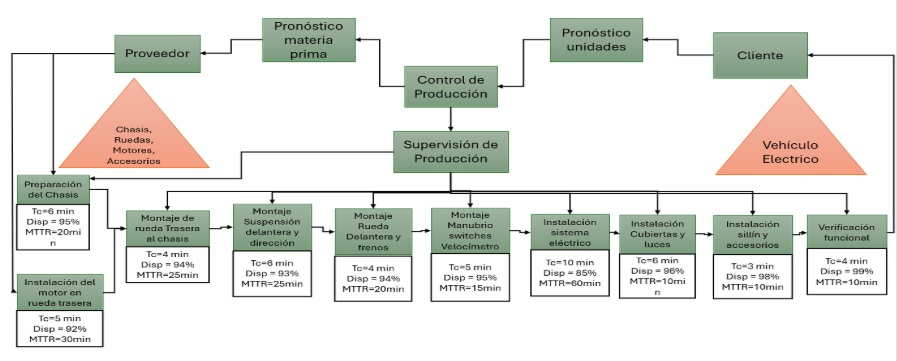 Pronóstico
materia
prima
Pronóstico
unidades
Proveedor
Cliente
Control de
Producción
Chasis,
Ruedas,
Motores,
Accesorios
Supervisión de
Producción
Vehículo
Electrico
Preparación
del Chasis
Tc=6 min
Disp = 95%
MTTR=20mi
n
Montaje de
rueda Trasera
al chasis
Tc=4 min
Disp = 94%
MTTR=25min
Montaje
Suspensión
delantera y
dirección
Tc=6 min
Disp = 93%
MTTR=25min
Montaje
Rueda
Delantera y
frenos
Tc=4 min
Disp = 94%
MTTR=20min
Montaje
Manubrio
switches
Velocímetro
Tc=5 min
Disp = 95%
MTTR=15min
Instalación
sistema
eléctrico
Tc=10 min
Disp = 85%
MTTR=60min
Instalación
Cubiertas y
luces
Tc=6 min
Disp = 96%
MTTR=10mi
n
Instalación
sillín y
accesorios
Tc=3 min
Disp = 98%
MTTR=10min
Verificación
funcional
Tc=4 min
Disp = 99%
MTTR=10min
Instalación del
motor en
rueda trasera
Tc=5 min
Disp = 92%
MTTR=30min